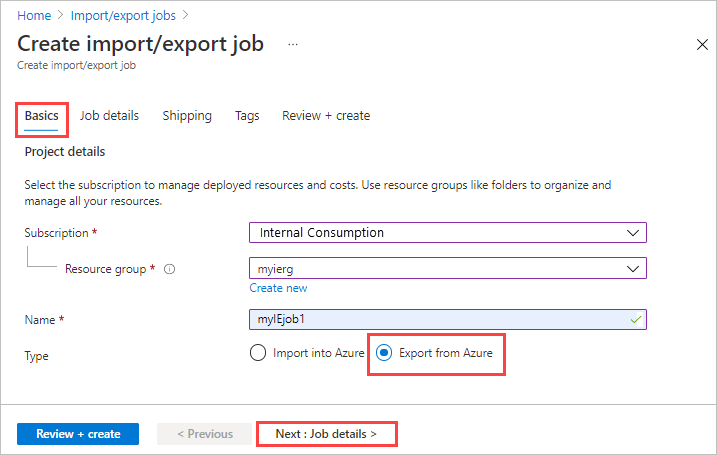 Home > Import/export jobs >
Create import/export job ...
Create import/export job
Basics Job details Shipping Tags Review + create
Project details
Select the subscription to manage deployed resources and costs. Use resource groups like folders to organize and
manage all your resources.
Subscription * Internal Consumption
Resource group * myierg
Create new
Name * myIEjob1
Type Import into Azure Export from Azure
Review + create < Previous Next : Job details >